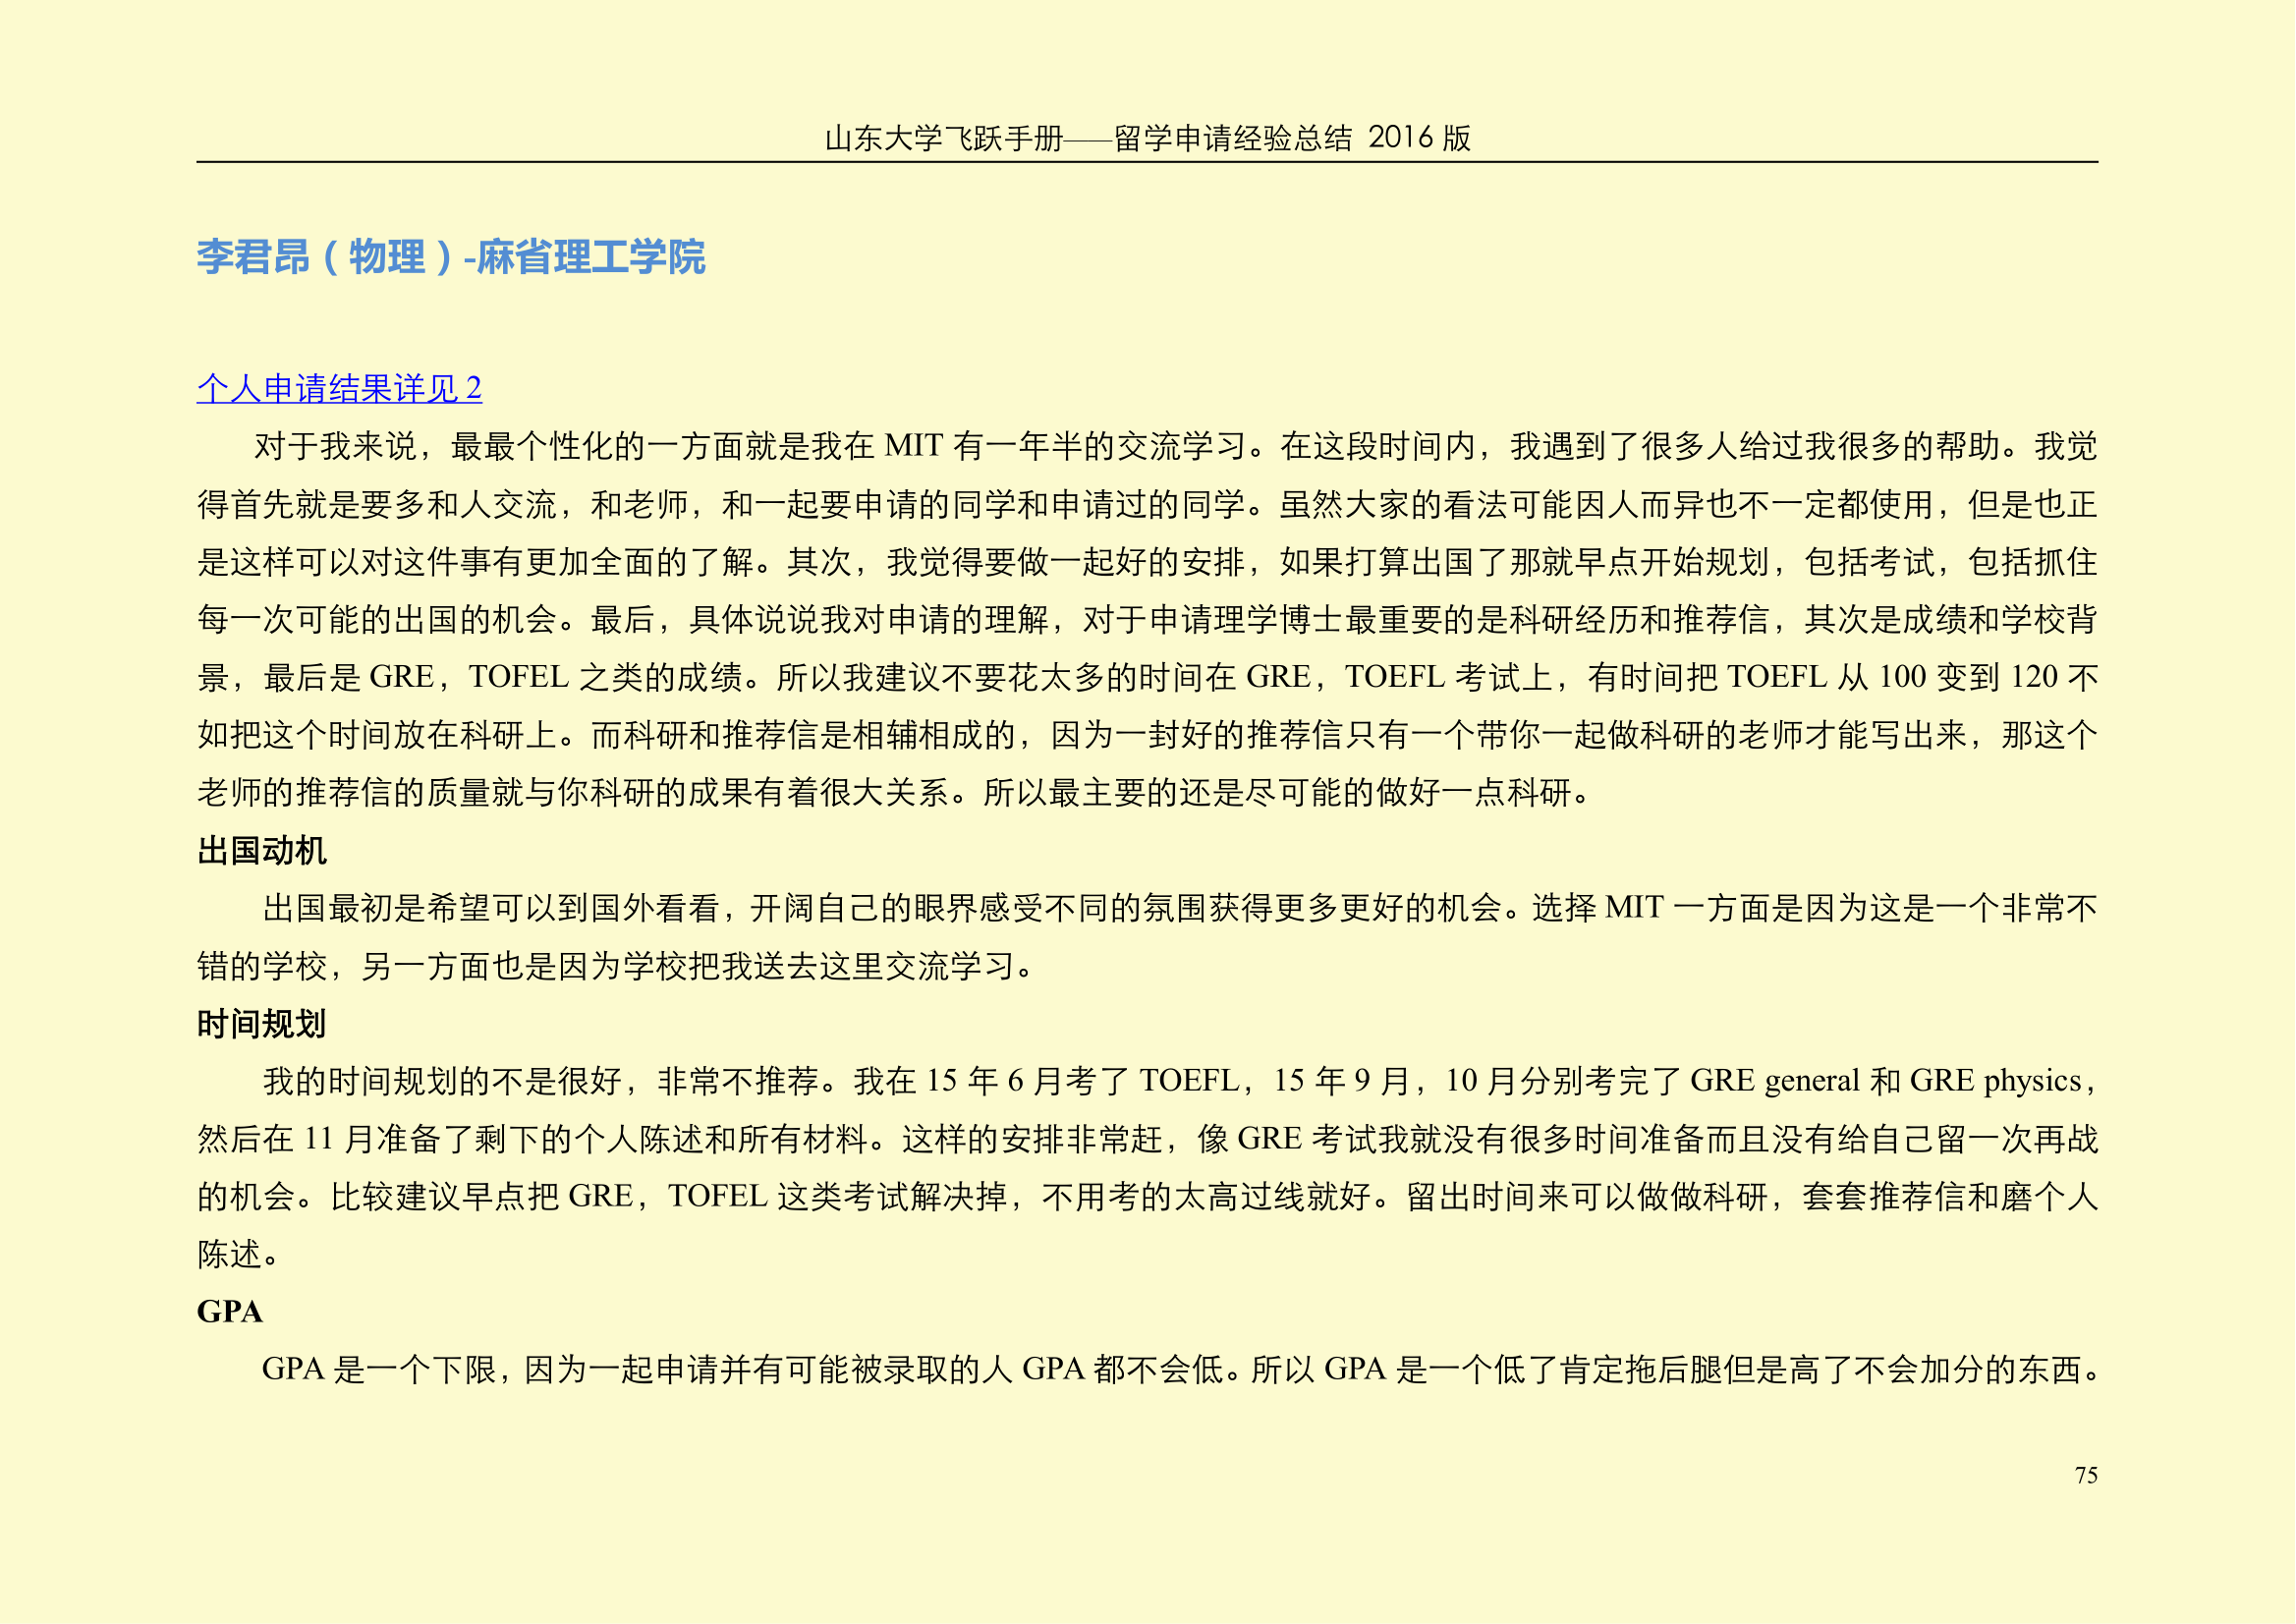 山东大学飞跃手册——留学申请经验总结 2016 版
李君昂（物理）-麻省理工学院
个人申请结果详见 2
对于我来说，最最个性化的一方面就是我在 MIT 有一年半的交流学习。在这段时间内，我遇到了很多人给过我很多的帮助。我觉
得首先就是要多和人交流，和老师，和一起要申请的同学和申请过的同学。虽然大家的看法可能因人而异也不一定都使用，但是也正
是这样可以对这件事有更加全面的了解。其次，我觉得要做一起好的安排，如果打算出国了那就早点开始规划，包括考试，包括抓住
每一次可能的出国的机会。最后，具体说说我对申请的理解，对于申请理学博士最重要的是科研经历和推荐信，其次是成绩和学校背
景，最后是 GRE，TOFEL 之类的成绩。所以我建议不要花太多的时间在 GRE，TOEFL 考试上，有时间把 TOEFL 从 100 变到 120 不
如把这个时间放在科研上。而科研和推荐信是相辅相成的，因为一封好的推荐信只有一个带你一起做科研的老师才能写出来，那这个
老师的推荐信的质量就与你科研的成果有着很大关系。所以最主要的还是尽可能的做好一点科研。
出国动机
出国最初是希望可以到国外看看，开阔自己的眼界感受不同的氛围获得更多更好的机会。选择 MIT 一方面是因为这是一个非常不
错的学校，另一方面也是因为学校把我送去这里交流学习。
时间规划
我的时间规划的不是很好，非常不推荐。我在 15 年 6 月考了 TOEFL，15 年 9 月，10 月分别考完了 GRE general 和 GRE physics，
然后在 11 月准备了剩下的个人陈述和所有材料。这样的安排非常赶，像 GRE 考试我就没有很多时间准备而且没有给自己留一次再战
的机会。比较建议早点把 GRE，TOFEL 这类考试解决掉，不用考的太高过线就好。留出时间来可以做做科研，套套推荐信和磨个人
陈述。
GPA
GPA 是一个下限，因为一起申请并有可能被录取的人 GPA 都不会低。所以 GPA 是一个低了肯定拖后腿但是高了不会加分的东西。
75